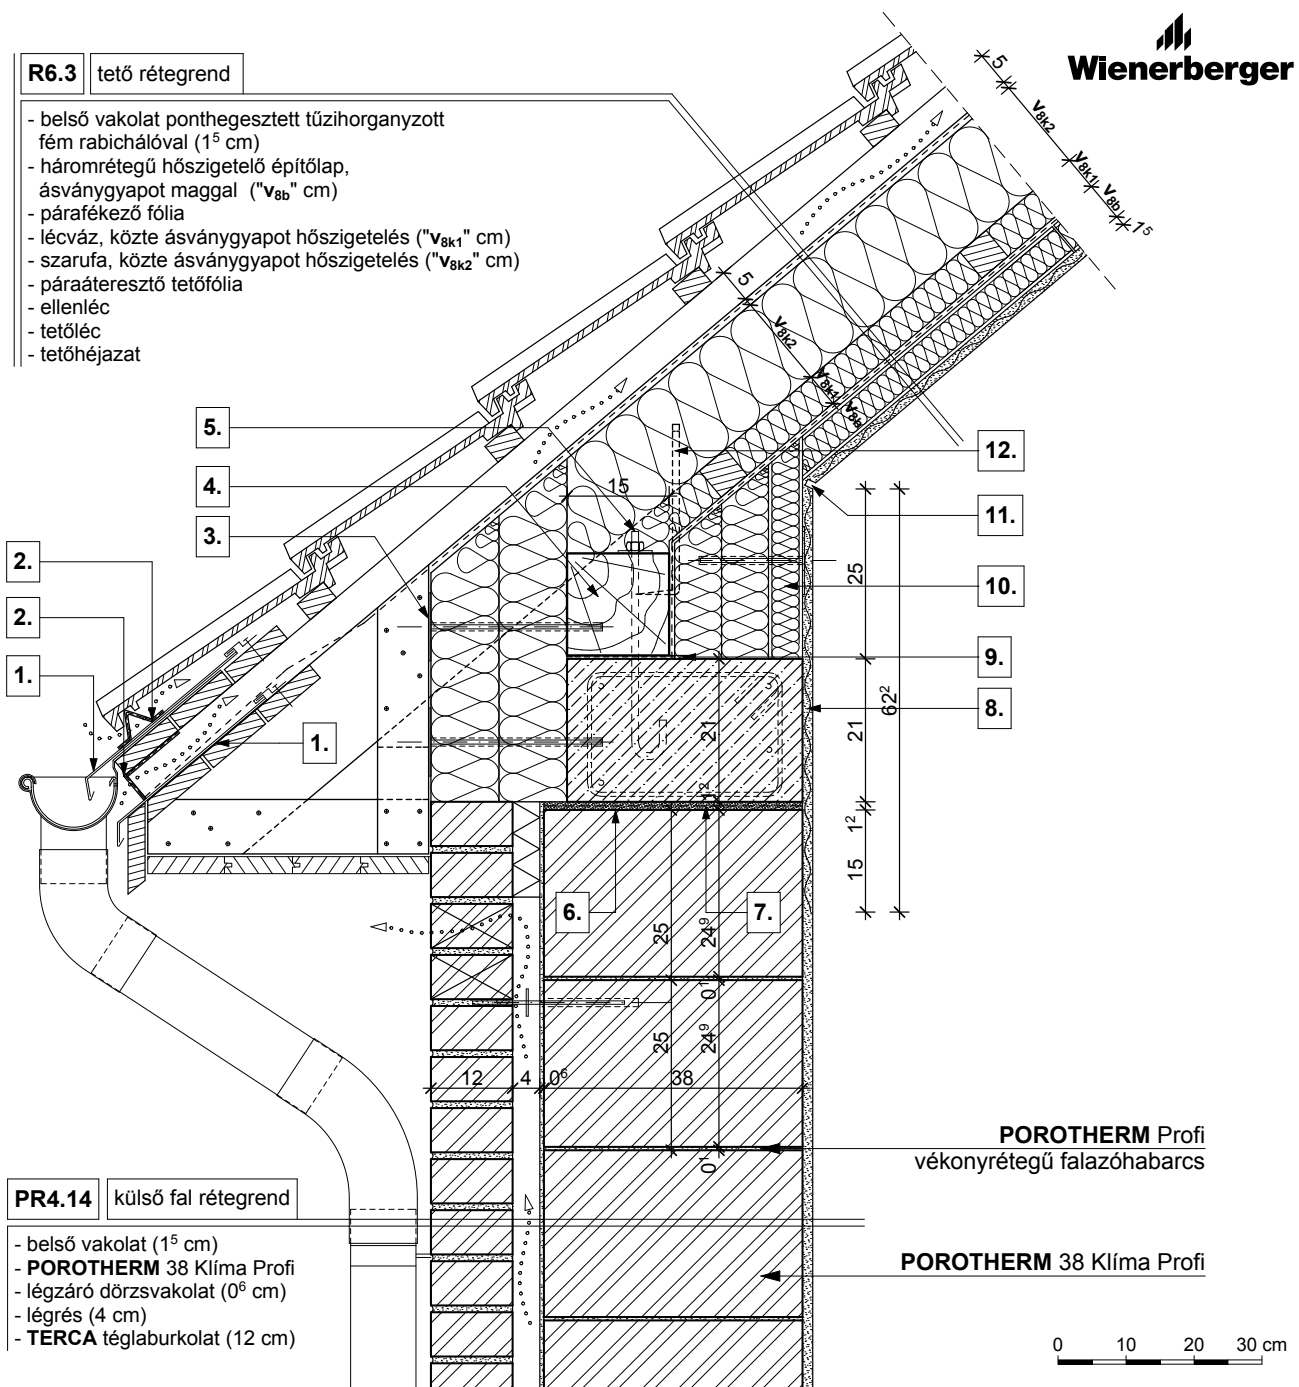 Wienerberger
R6.3 tető rétegrend
- belső vakolat ponthegesztett tűzihorganyzott
fém rabichálóval (1⁵ cm)
- háromrétegű hőszigetelő építőlap,
ásványgyapot maggal ("v8b" cm)
- párafékező fólia
- lécváz, közte ásványgyapot hőszigetelés ("v8k1" cm)
- szarufa, közte ásványgyapot hőszigetelés ("v8k2" cm)
- páraáteresztő tetőfólia
- ellenléc
- tetőléc
- tetőhéjazat
5
v8k2
v8k1
v8b
1⁵
5
v8k2
v8k1
v8b
5.
4.
3.
2.
2.
1.
1.
12.
11.
10.
9.
8.
6.
7.
15
25
62²
21
21
1²
1²
15
25
24⁹
0¹
25
24⁹
0¹
12
4
0⁶
38
POROTHERM Profi
vékonyrétegű falazóhabarcs
POROTHERM 38 Klíma Profi
PR4.14 külső fal rétegrend
- belső vakolat (1⁵ cm)
- POROTHERM 38 Klíma Profi
- légzáró dörzsvakolat (0⁶ cm)
- légrés (4 cm)
- TERCA téglaburkolat (12 cm)
0 10 20 30 cm